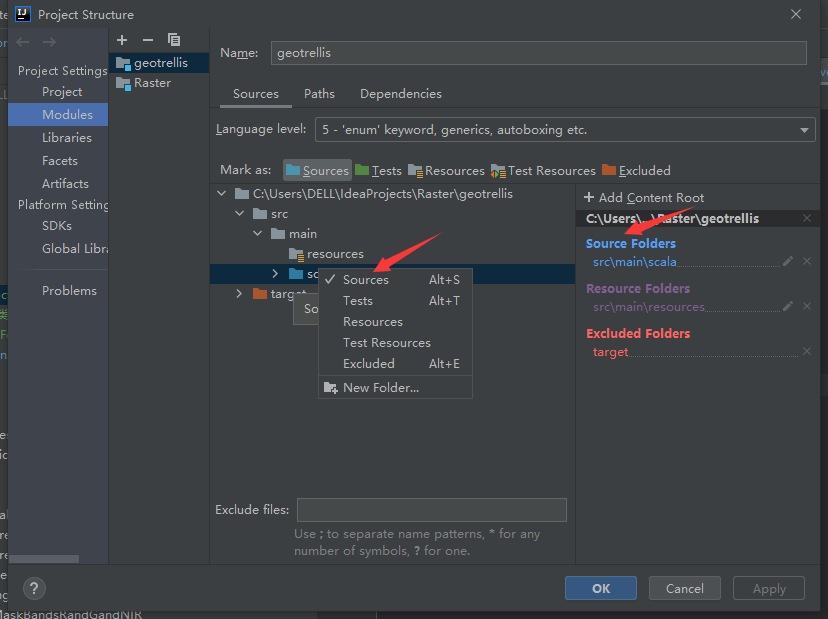 Project Structure
Project Settings
Project
Modules
Libraries
Facets
Artifacts
Platform Setting
SDKs
Global Libra
Problems
geotrellis
Raster
Name: geotrellis
Sources Paths Dependencies
Language level: 5 - 'enum' keyword, generics, autoboxing etc.
Mark as: Sources Tests Resources Test Resources Excluded
C:\Users\DELL\IdeaProjects\Raster\geotrellis
src
main
resources
sc
target
So
Sources Alt+S
Tests Alt+T
Resources
Test Resources
Excluded Alt+E
New Folder...
+ Add Content Root
C:\Users\...\Raster\geotrellis
Source Folders
src\main\scala
Resource Folders
src\main\resources
Excluded Folders
target
Exclude files:
Use ; to separate name patterns, * for any
number of symbols, ? for one.
?
OK Cancel Apply
MaskBandsRandGandNIR